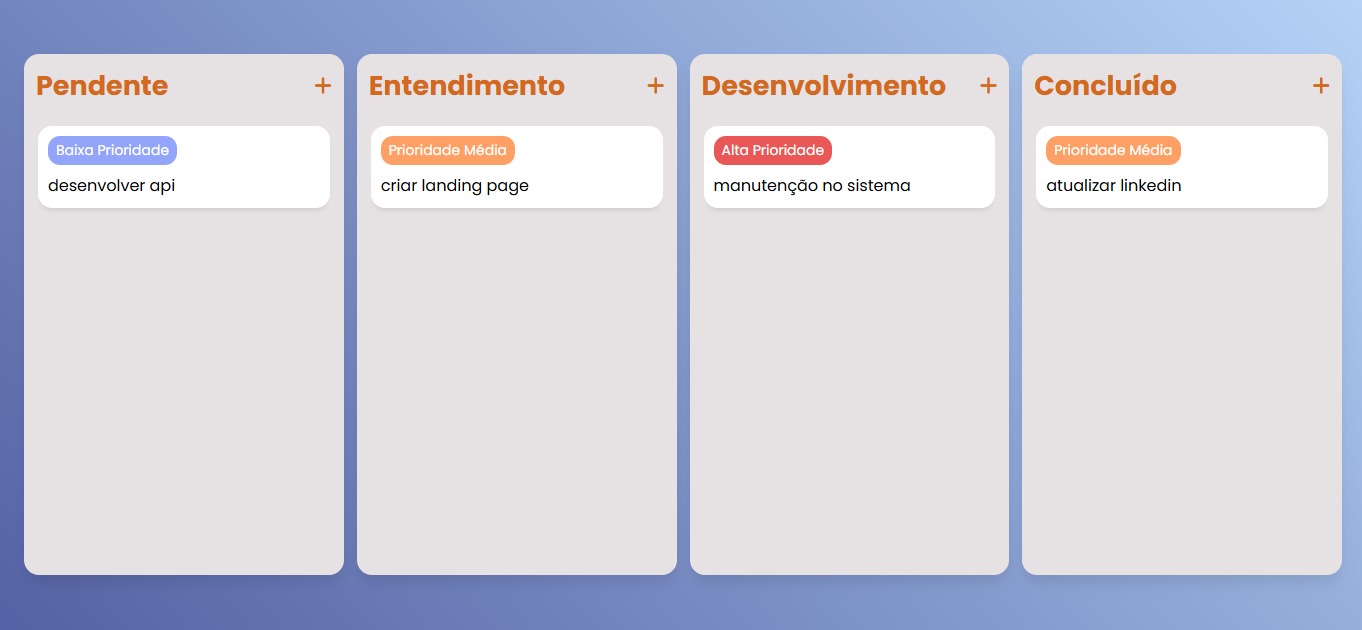 Pendente +
Baixa Prioridade
desenvolver api
Entendimento +
Prioridade Média
criar landing page
Desenvolvimento +
Alta Prioridade
manutenção no sistema
Concluído +
Prioridade Média
atualizar linkedin